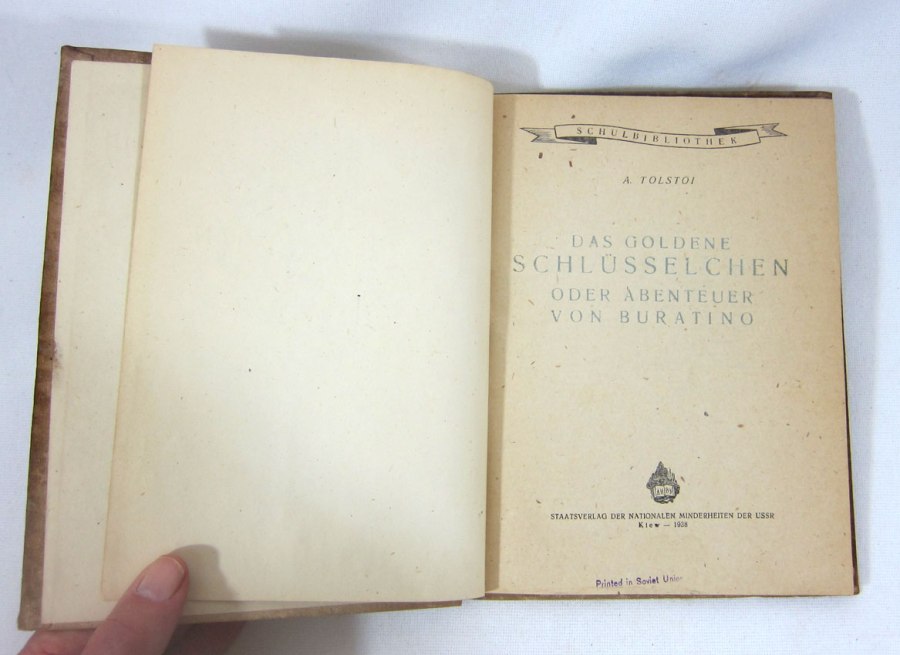 SCHULBIBLIOTHEK
A. TOLSTOI
DAS GOLDENE
SCHLÜSSELCHEN
ODER ABENTEUER
VON BURATINO
STAATSVERLAG DER NATIONALEN MINDERHEITEN DER USSR
Kiew — 1938
Printed in Soviet Union